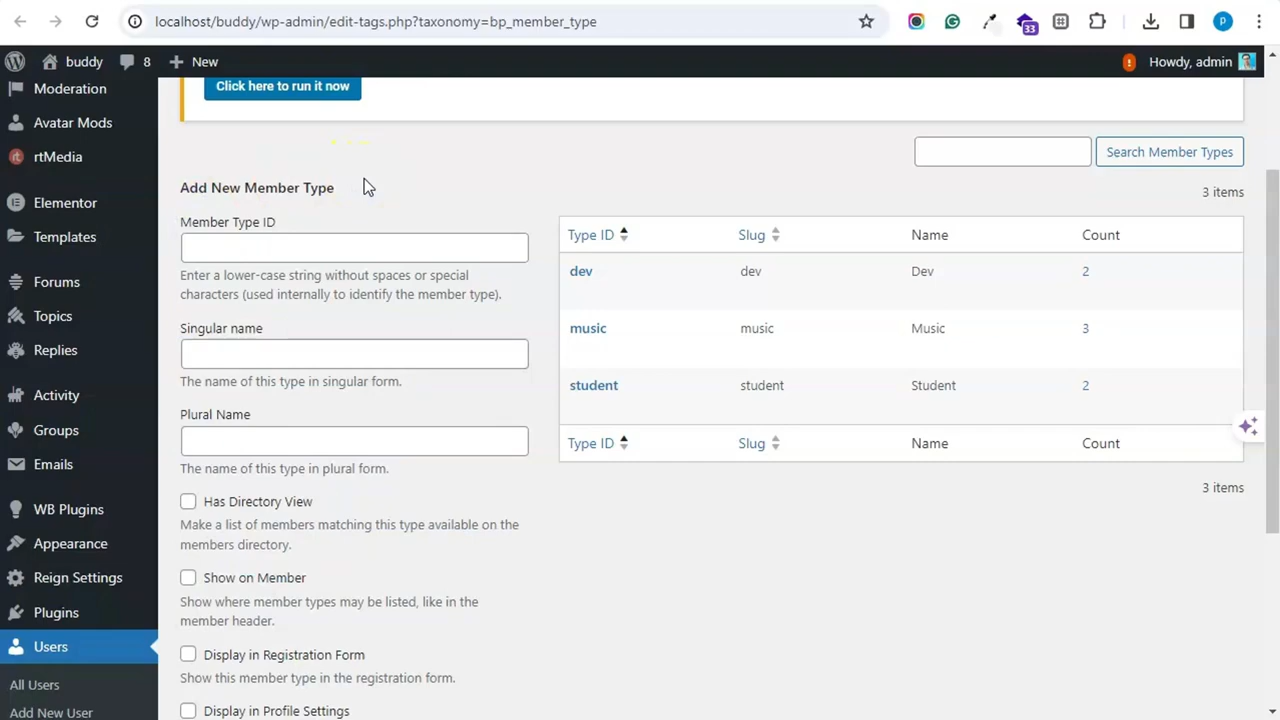 localhost/buddy/wp-admin/edit-tags.php?taxonomy=bp_member_type
33
P
buddy
8
New
Howdy, admin
Moderation
Avatar Mods
rtMedia
Elementor
Templates
Forums
Topics
Replies
Activity
Groups
Emails
WB Plugins
Appearance
Reign Settings
Plugins
Users
All Users
Add New User
Click here to run it now
Search Member Types
3 items
Add New Member Type
Member Type ID
Enter a lower-case string without spaces or special
characters (used internally to identify the member type).
Singular name
The name of this type in singular form.
Plural Name
The name of this type in plural form.
Has Directory View
Make a list of members matching this type available on the
members directory.
Show on Member
Show where member types may be listed, like in the
member header.
Display in Registration Form
Show this member type in the registration form.
Display in Profile Settings
Type ID Slug Name Count
dev dev Dev 2
music music Music 3
student student Student 2
Type ID Slug Name Count
3 items